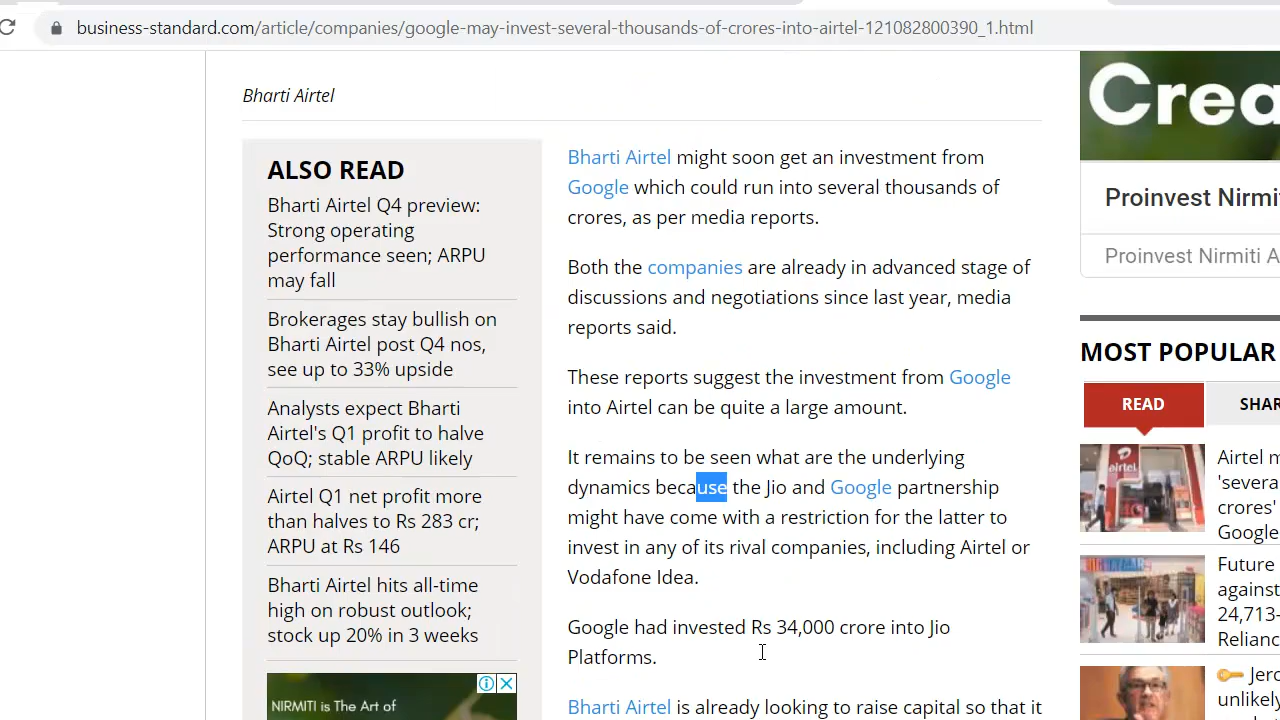 business-standard.com/article/companies/google-may-invest-several-thousands-of-crores-into-airtel-121082800390_1.html
Bharti Airtel
ALSO READ
Bharti Airtel Q4 preview:
Strong operating
performance seen; ARPU
may fall
Brokerages stay bullish on
Bharti Airtel post Q4 nos,
see up to 33% upside
Analysts expect Bharti
Airtel's Q1 profit to halve
QoQ; stable ARPU likely
Airtel Q1 net profit more
than halves to Rs 283 cr;
ARPU at Rs 146
Bharti Airtel hits all-time
high on robust outlook;
stock up 20% in 3 weeks
NIRMITI is The Art of
Bharti Airtel might soon get an investment from
Google which could run into several thousands of
crores, as per media reports.
Both the companies are already in advanced stage of
discussions and negotiations since last year, media
reports said.
These reports suggest the investment from Google
into Airtel can be quite a large amount.
It remains to be seen what are the underlying
dynamics because the Jio and Google partnership
might have come with a restriction for the latter to
invest in any of its rival companies, including Airtel or
Vodafone Idea.
Google had invested Rs 34,000 crore into Jio
Platforms.
Bharti Airtel is already looking to raise capital so that it
Crea
Proinvest Nirmi
Proinvest Nirmiti A
MOST POPULAR
READ
SHAR
airtel
Airtel m
'severa
crores'
Google
Future
against
24,713-
Relianc
Jero
unlikely